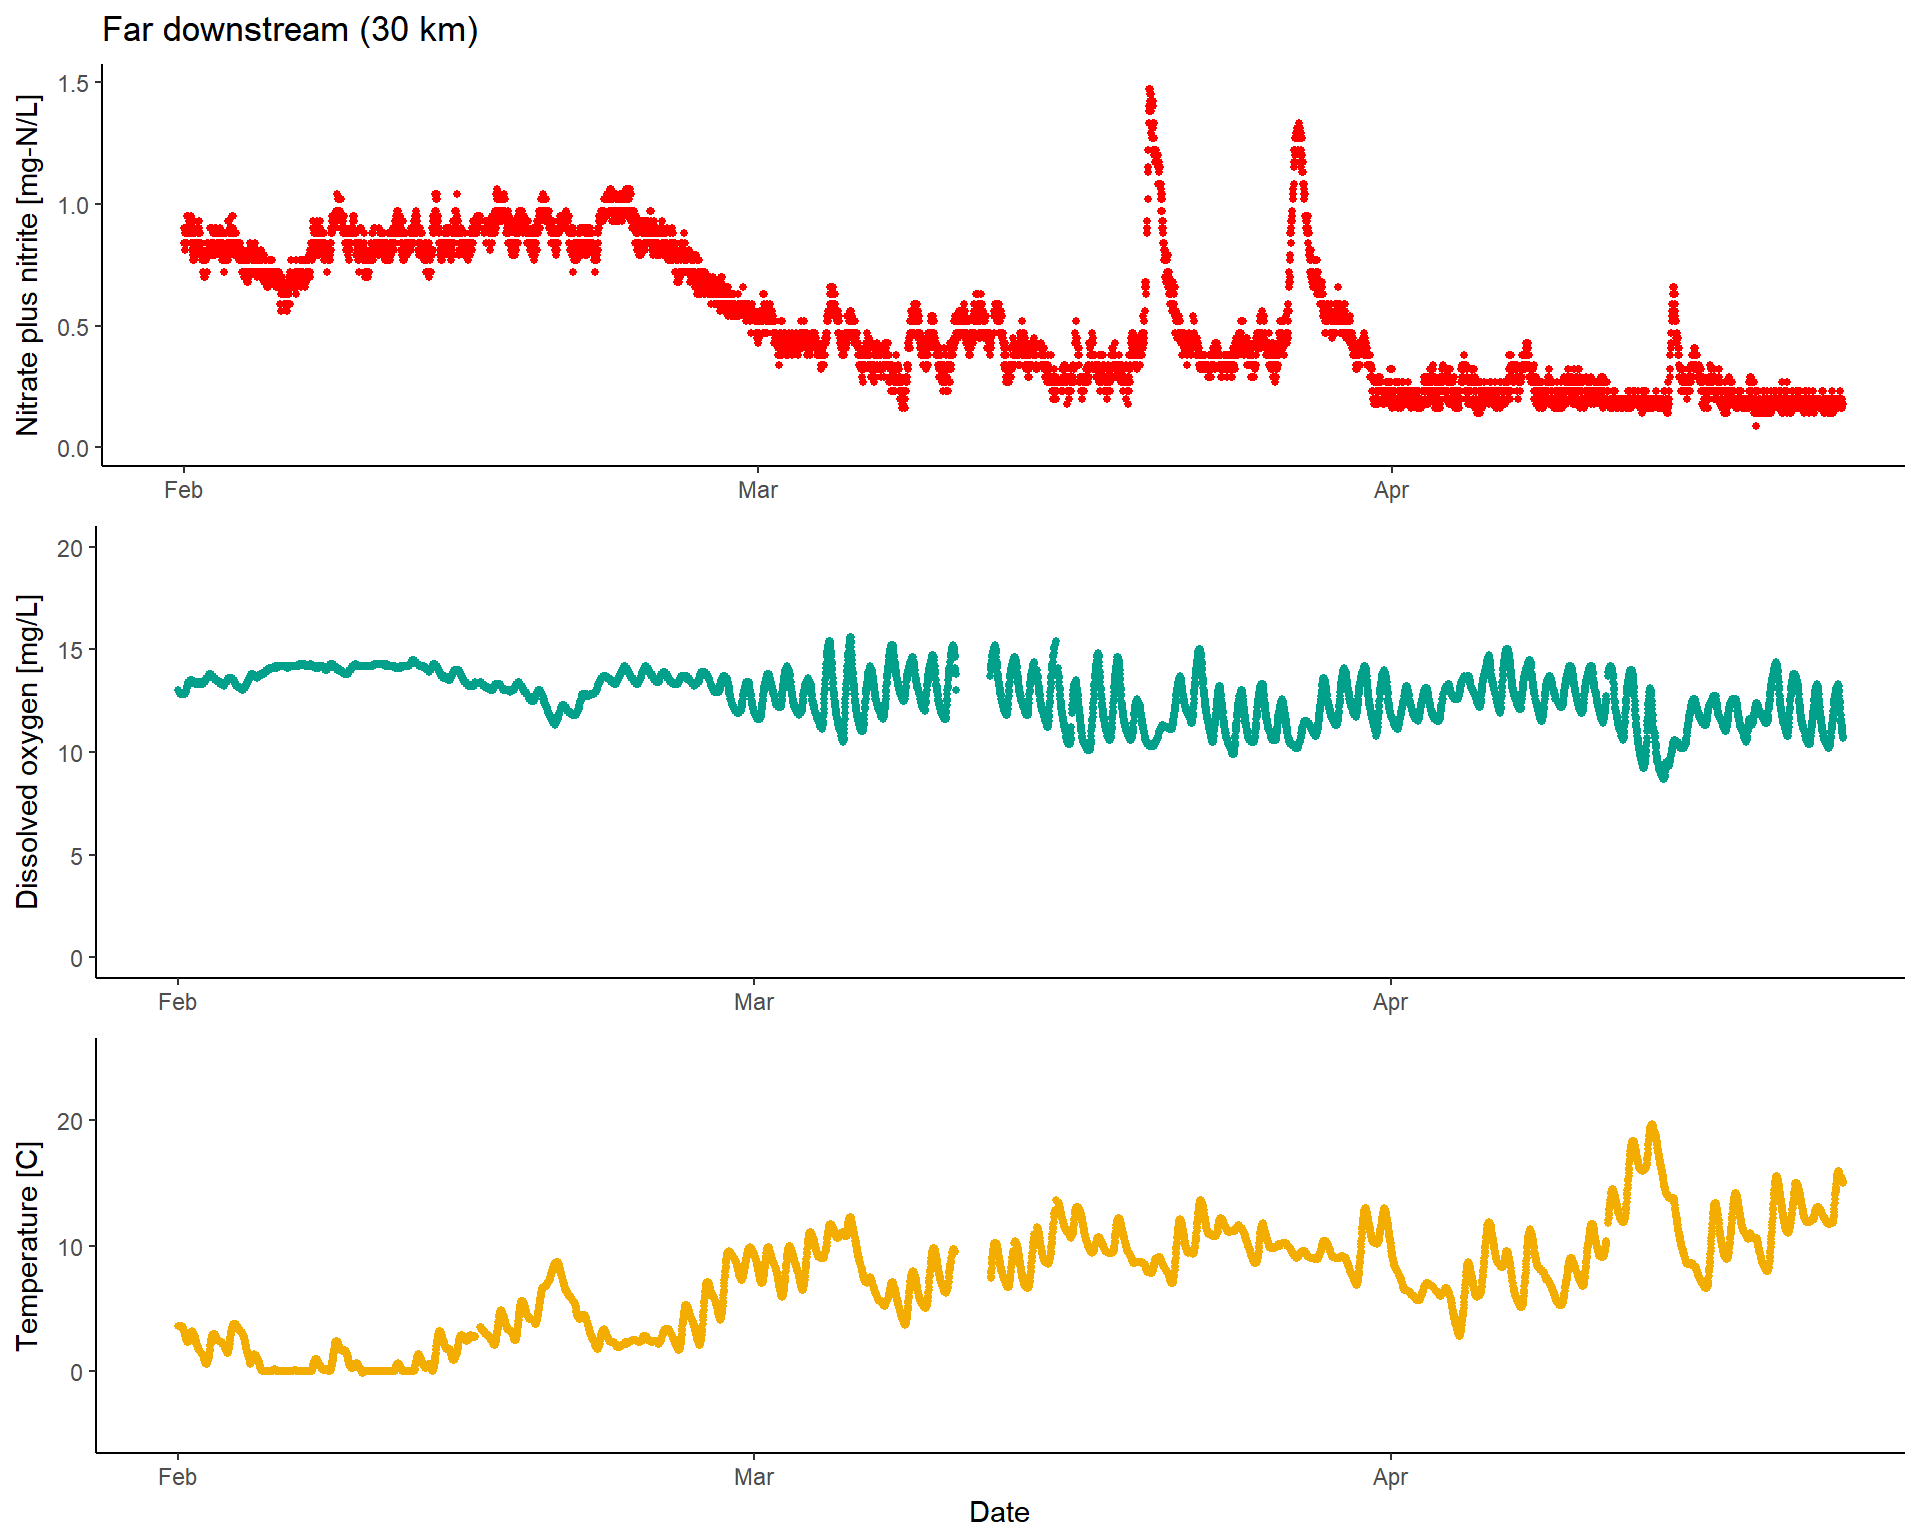 Far downstream (30 km)
Nitrate plus nitrite [mg-N/L]
1.5
1.0
0.5
0.0
Feb Mar Apr
Dissolved oxygen [mg/L]
20
15
10
5
0
Feb Mar Apr
Temperature [C]
20
10
0
Feb Mar Apr
Date